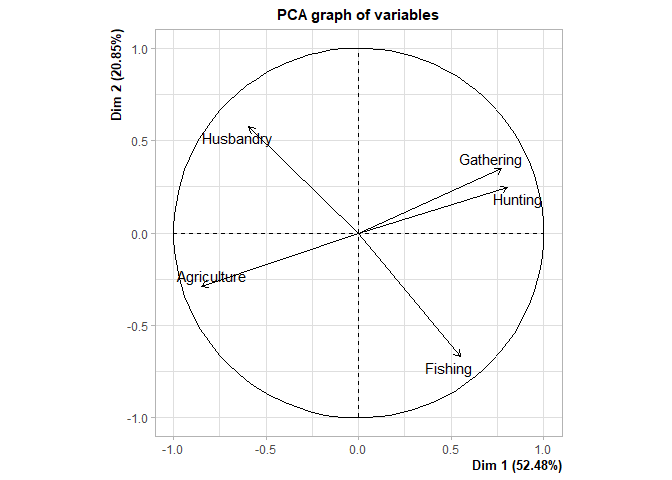 PCA graph of variables
Dim 2 (20.85%)
1.0
0.5
0.0
-0.5
-1.0
Husbandry
Gathering
Hunting
Agriculture
Fishing
-1.0
-0.5
0.0
0.5
1.0
Dim 1 (52.48%)